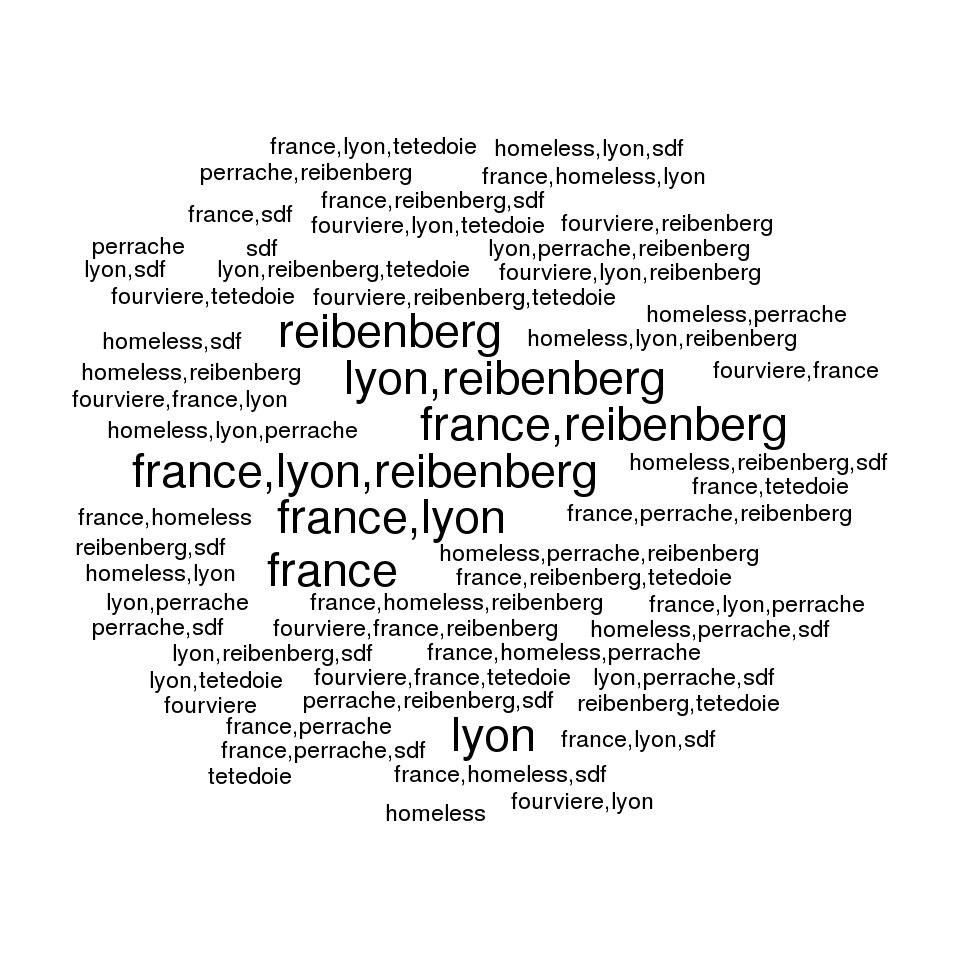 france,lyon,tetedoie homeless,lyon,sdf
perrache,reibenberg france,homeless,lyon
france,reibenberg,sdf
france,sdf fourviere,lyon,tetedoie fourviere,reibenberg
perrache sdf lyon,perrache,reibenberg
lyon,sdf lyon,reibenberg,tetedoie fourviere,lyon,reibenberg
fourviere,tetedoie fourviere,reibenberg,tetedoie
homeless,perrache
homeless,sdf reibenberg homeless,lyon,reibenberg
homeless,reibenberg lyon,reibenberg fourviere,france
fourviere,france,lyon
homeless,lyon,perrache france,reibenberg
france,lyon,reibenberg homeless,reibenberg,sdf
france,tetedoie
france,homeless france,lyon france,perrache,reibenberg
reibenberg,sdf homeless,perrache,reibenberg
homeless,lyon france france,reibenberg,tetedoie
lyon,perrache france,homeless,reibenberg france,lyon,perrache
perrache,sdf fourviere,france,reibenberg homeless,perrache,sdf
lyon,reibenberg,sdf france,homeless,perrache
lyon,tetedoie fourviere,france,tetedoie lyon,perrache,sdf
fourviere perrache,reibenberg,sdf reibenberg,tetedoie
france,perrache
france,perrache,sdf lyon france,lyon,sdf
tetedoie france,homeless,sdf
homeless fourviere,lyon